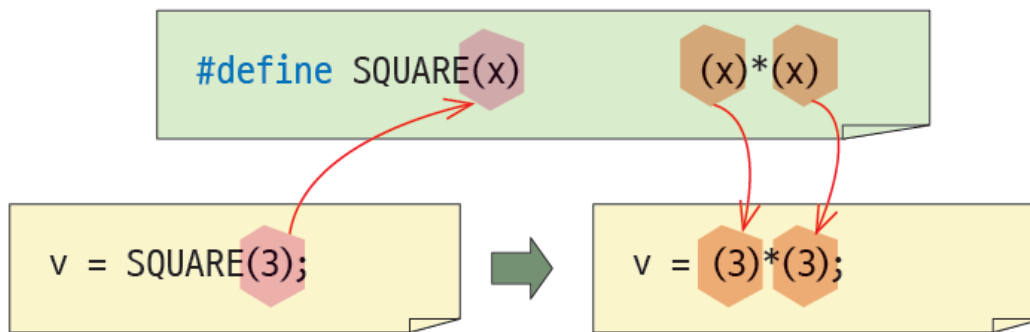 #define SQUARE(x) (x)*(x)
v = SQUARE(3);
v = (3)*(3);